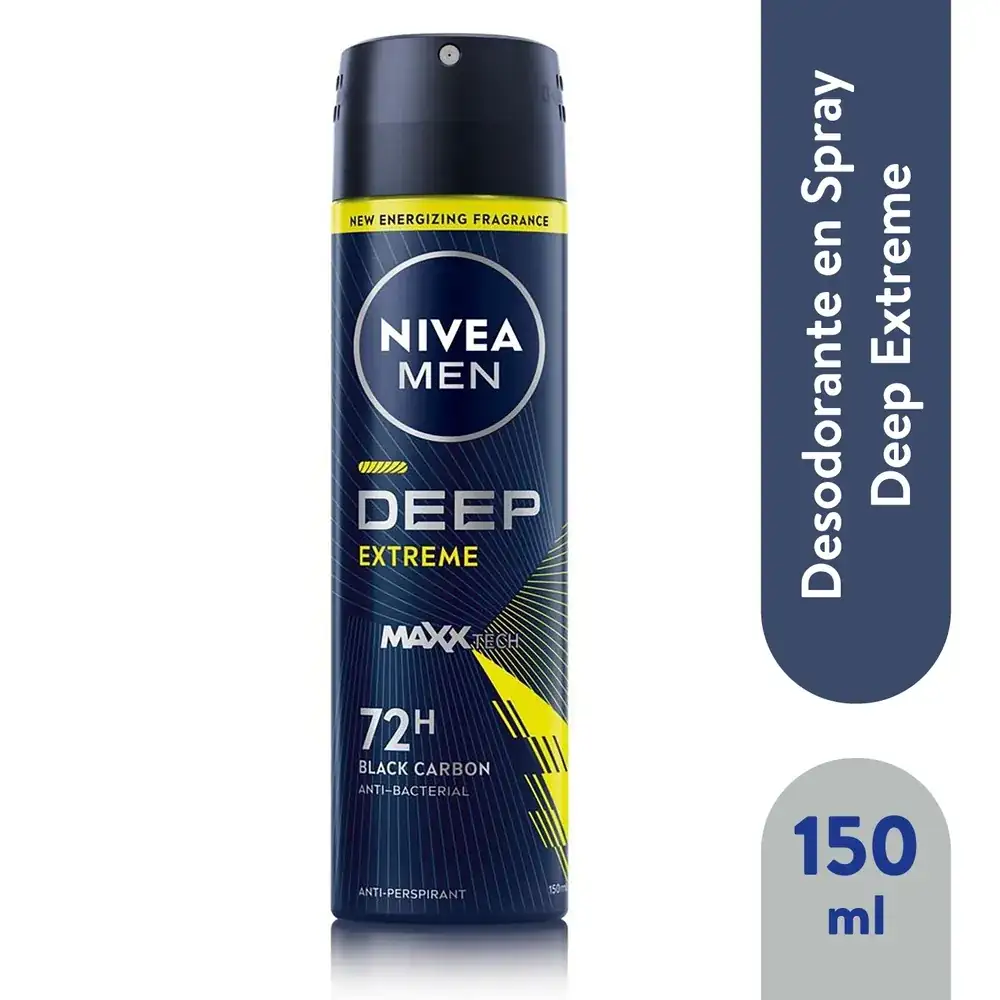 NEW ENERGIZING FRAGRANCE
NIVEA
MEN
DEEP
EXTREME
MAXX TECH
72H
BLACK CARBON
ANTI-BACTERIAL
ANTI-PERSPIRANT
150 ml
Desodorante en Spray
Deep Extreme
150
ml